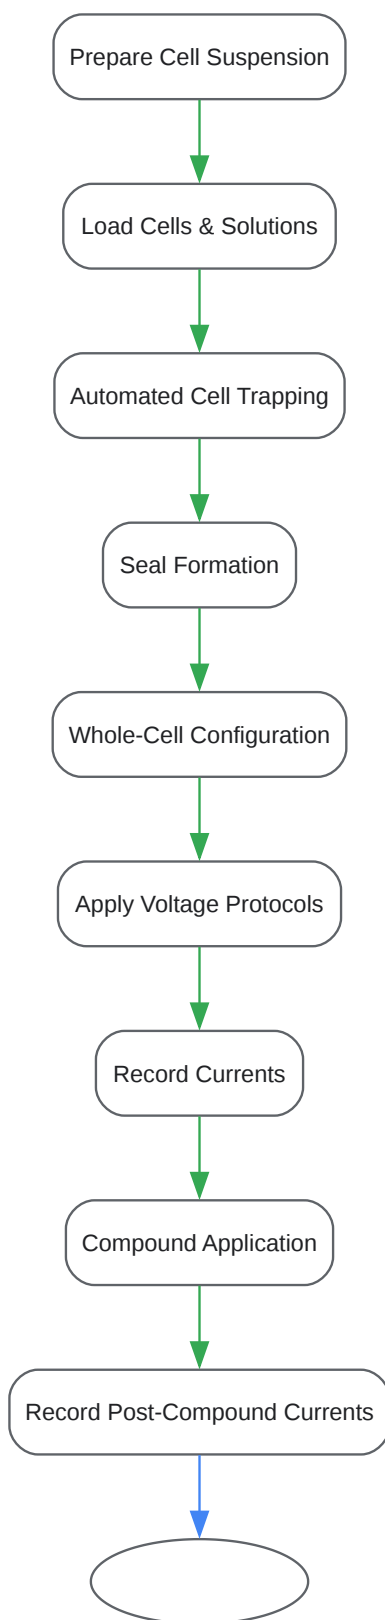 Prepare Cell Suspension
Load Cells & Solutions
Automated Cell Trapping
Seal Formation
Whole-Cell Configuration
Apply Voltage Protocols
Record Currents
Compound Application
Record Post-Compound Currents